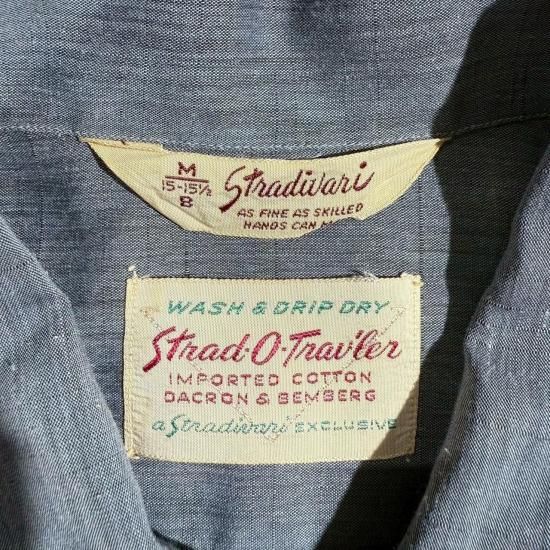 M
15-15½
B
Stradivari
AS FINE AS SKILLED
HANDS CAN
WASH & DRIP DRY
Strad-O-Trav'ler
IMPORTED COTTON
DACRON & BEMBERG
a Stradivari EXCLUSIVE